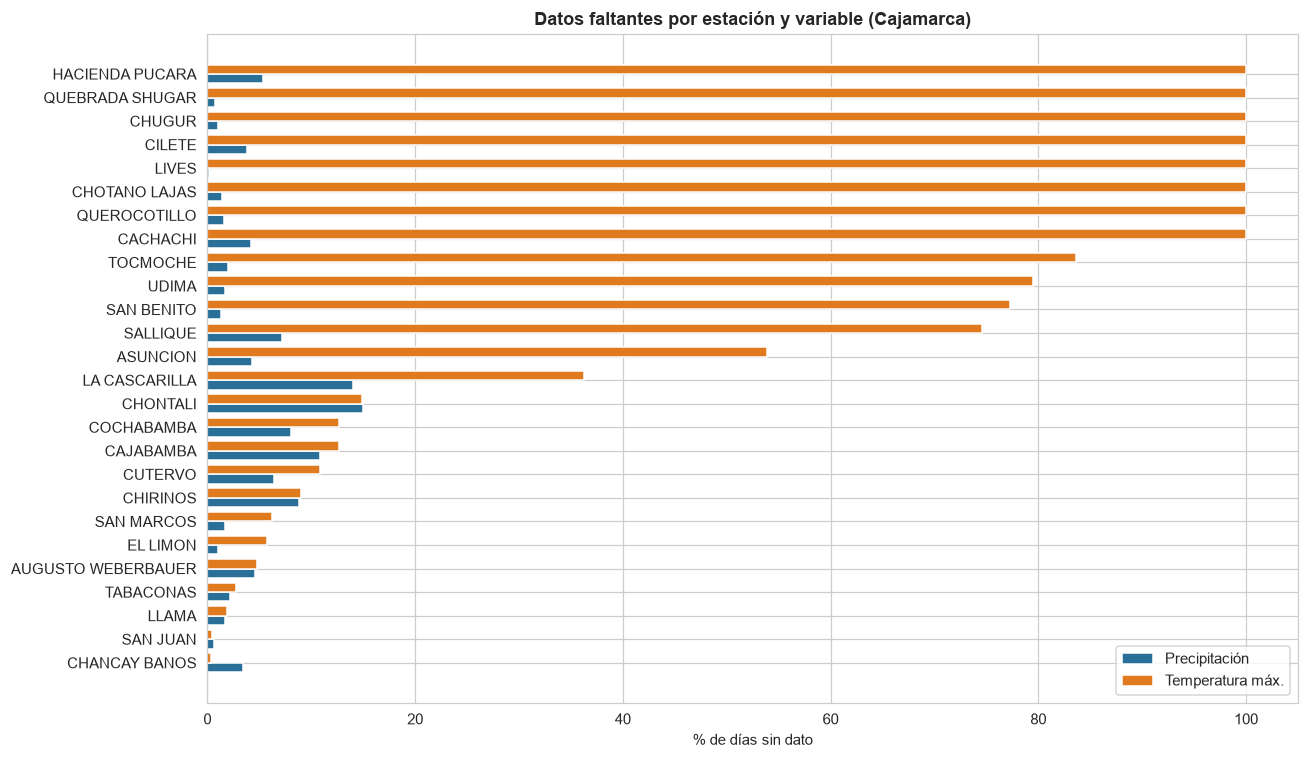 Datos faltantes por estación y variable (Cajamarca)
HACIENDA PUCARA
QUEBRADA SHUGAR
CHUGUR
CILETE
LIVES
CHOTANO LAJAS
QUEROCOTILLO
CACHACHI
TOCMOCHE
UDIMA
SAN BENITO
SALLIQUE
ASUNCION
LA CASCARILLA
CHONTALI
COCHABAMBA
CAJABAMBA
CUTERVO
CHIRINOS
SAN MARCOS
EL LIMON
AUGUSTO WEBERBAUER
TABACONAS
LLAMA
SAN JUAN
CHANCAY BANOS
Precipitación
Temperatura máx.
0 20 40 60 80 100
% de días sin dato